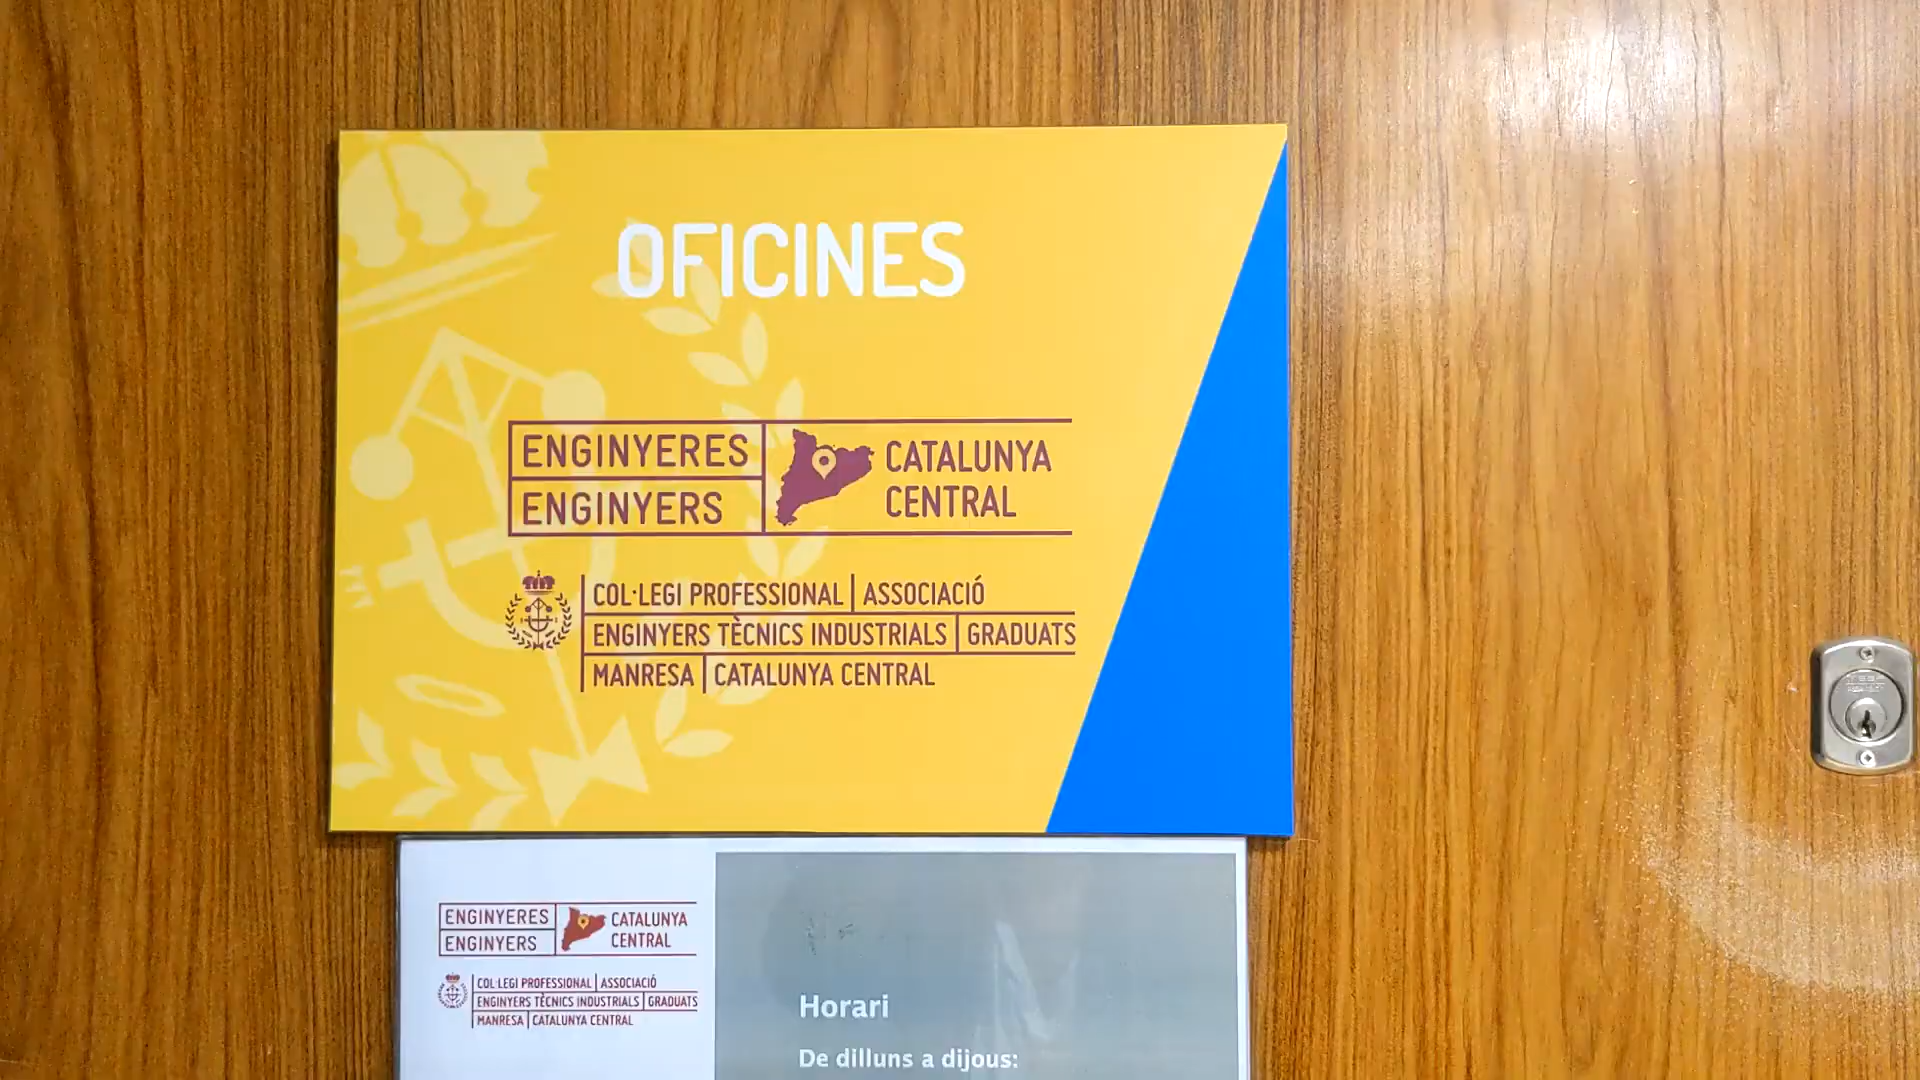 OFICINES
ENGINYERES
ENGINYERS
CATALUNYA
CENTRAL
COL·LEGI PROFESSIONAL | ASSOCIACIÓ
ENGINYERS TÈCNICS INDUSTRIALS | GRADUATS
MANRESA | CATALUNYA CENTRAL
ENGINYERES
ENGINYERS
CATALUNYA
CENTRAL
COL·LEGI PROFESSIONAL | ASSOCIACIÓ
ENGINYERS TÈCNICS INDUSTRIALS | GRADUATS
MANRESA | CATALUNYA CENTRAL
Horari
De dilluns a dijous: